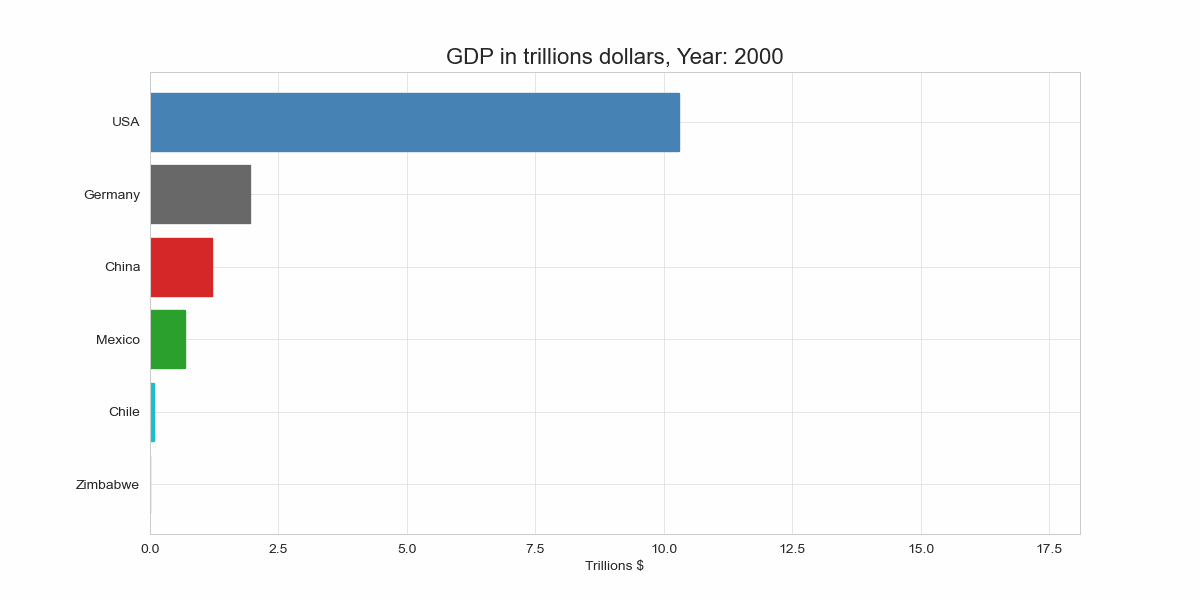 GDP in trillions dollars, Year: 2000
USA
Germany
China
Mexico
Chile
Zimbabwe
0.0 2.5 5.0 7.5 10.0 12.5 15.0 17.5
Trillions $